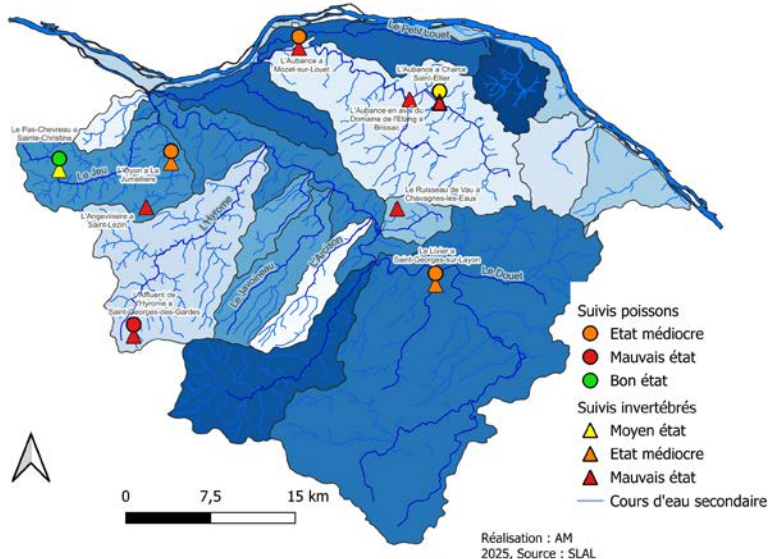 Le Petit Louet
L'Aubance a
Mozel-sur-Louet
L'Aubance a Charce
Saint-Ellier
L'Aubance en aval du
Domaine de l'Etang a
Brissac
Le Pas-Chevreau a
Sainte-Christine
Le Jeu
L'Hyon a La
Jumelliere
Le Ruisseau de Vau a
Chavagnes-les-Eaux
L'Angeviniere a
Saint-Lezin
L'Hyrome
Le Javoineau
L'Arcison
Le Livier a
Saint-Georges-sur-Layon
Le Douet
L'Affluent de
l'Hyrome a
Saint-Georges-des-Gardes
Suivis poissons
Etat médiocre
Mauvais état
Bon état
Suivis invertébrés
Moyen état
Etat médiocre
Mauvais état
Cours d'eau secondaire
0 7,5 15 km
Réalisation : AM
2025, Source : SLAL